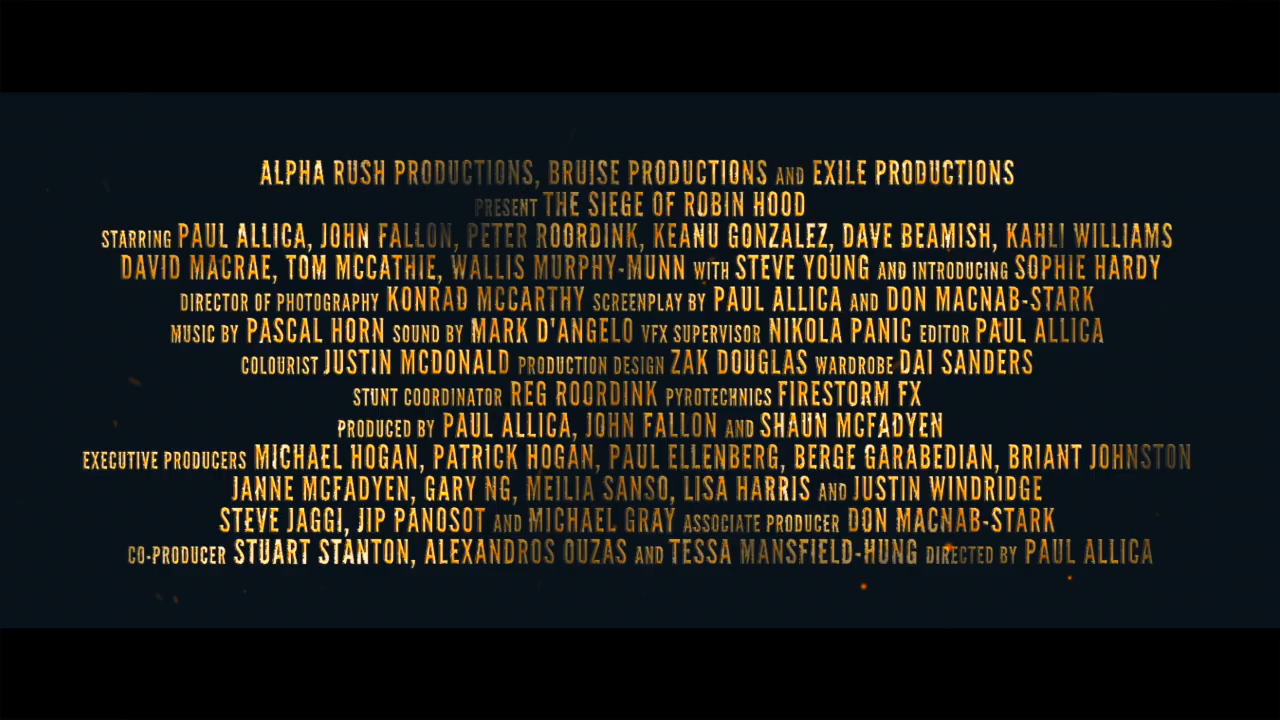 ALPHA RUSH PRODUCTIONS, BRUISE PRODUCTIONS AND EXILE PRODUCTIONS
PRESENT THE SIEGE OF ROBIN HOOD
STARRING PAUL ALLICA, JOHN FALLON, PETER ROORDINK, KEANU GONZALEZ, DAVE BEAMISH, KAHLI WILLIAMS
DAVID MACRAE, TOM MCCATHIE, WALLIS MURPHY-MUNN WITH STEVE YOUNG AND INTRODUCING SOPHIE HARDY
DIRECTOR OF PHOTOGRAPHY KONRAD MCCARTHY SCREENPLAY BY PAUL ALLICA AND DON MACNAB-STARK
MUSIC BY PASCAL HORN SOUND BY MARK D'ANGELO VFX SUPERVISOR NIKOLA PANIC EDITOR PAUL ALLICA
COLOURIST JUSTIN MCDONALD PRODUCTION DESIGN ZAK DOUGLAS WARDROBE DAI SANDERS
STUNT COORDINATOR REG ROORDINK PYROTECHNICS FIRESTORM FX
PRODUCED BY PAUL ALLICA, JOHN FALLON AND SHAUN MCFADYEN
EXECUTIVE PRODUCERS MICHAEL HOGAN, PATRICK HOGAN, PAUL ELLENBERG, BERGE GARABEDIAN, BRIANT JOHNSTON
JANNE MCFADYEN, GARY NG, MEILIA SANSO, LISA HARRIS AND JUSTIN WINDRIDGE
STEVE JAGGI, JIP PANOSOT AND MICHAEL GRAY ASSOCIATE PRODUCER DON MACNAB-STARK
CO-PRODUCER STUART STANTON, ALEXANDROS OUZAS AND TESSA MANSFIELD-HUNG DIRECTED BY PAUL ALLICA